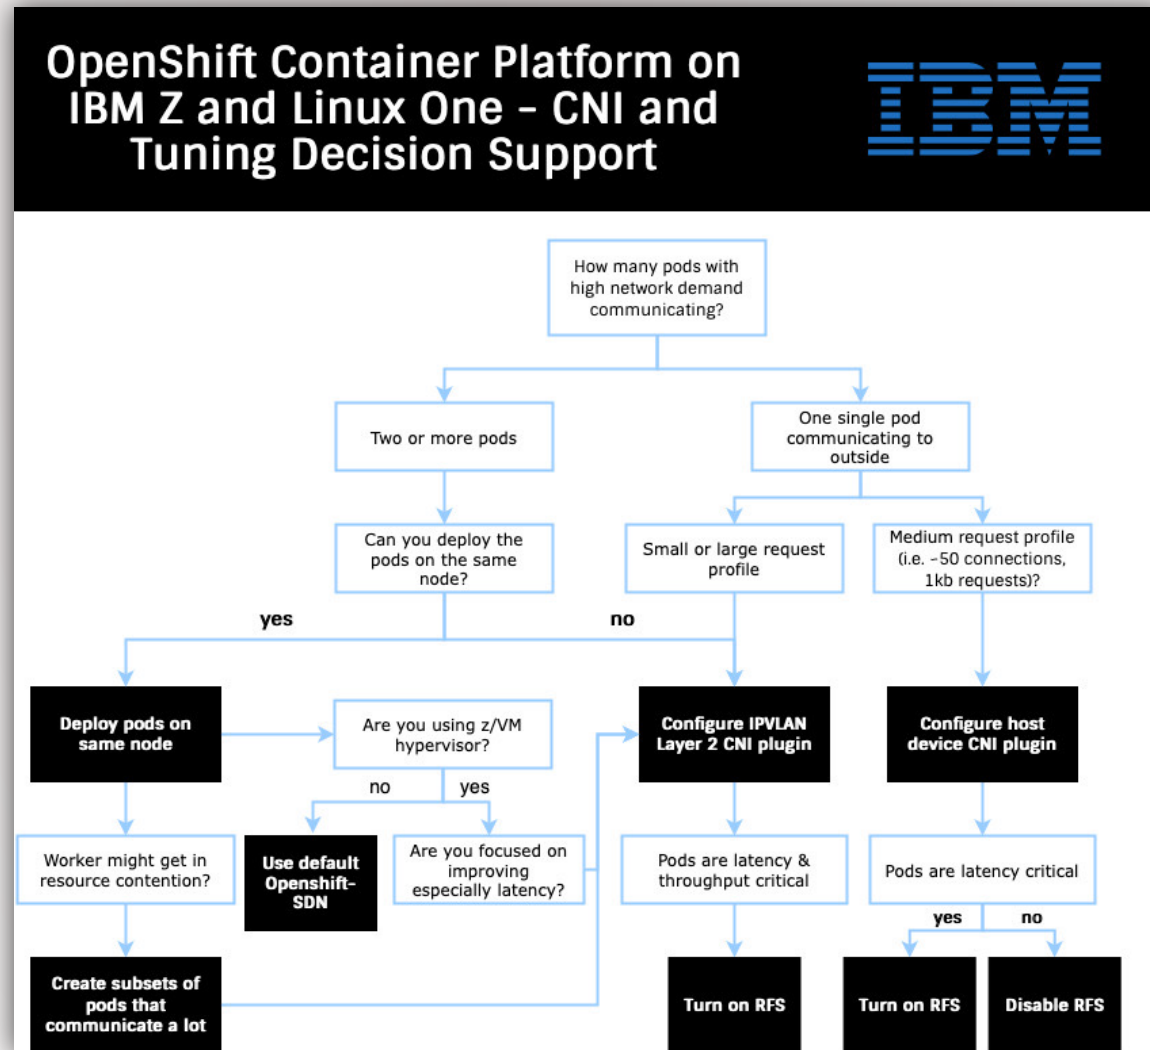 OpenShift Container Platform on
IBM Z and Linux One - CNI and
Tuning Decision Support
IBM
How many pods with
high network demand
communicating?
Two or more pods
One single pod
communicating to
outside
Can you deploy the
pods on the same
node?
Small or large request
profile
Medium request profile
(i.e. ~50 connections,
1kb requests)?
yes
no
Deploy pods on
same node
Are you using z/VM
hypervisor?
Configure IPVLAN
Layer 2 CNI plugin
Configure host
device CNI plugin
no
yes
Worker might get in
resource contention?
Use default
Openshift-
SDN
Are you focused on
improving
especially latency?
Pods are latency &
throughput critical
Pods are latency critical
yes
no
Create subsets of
pods that
communicate a lot
Turn on RFS
Turn on RFS
Disable RFS